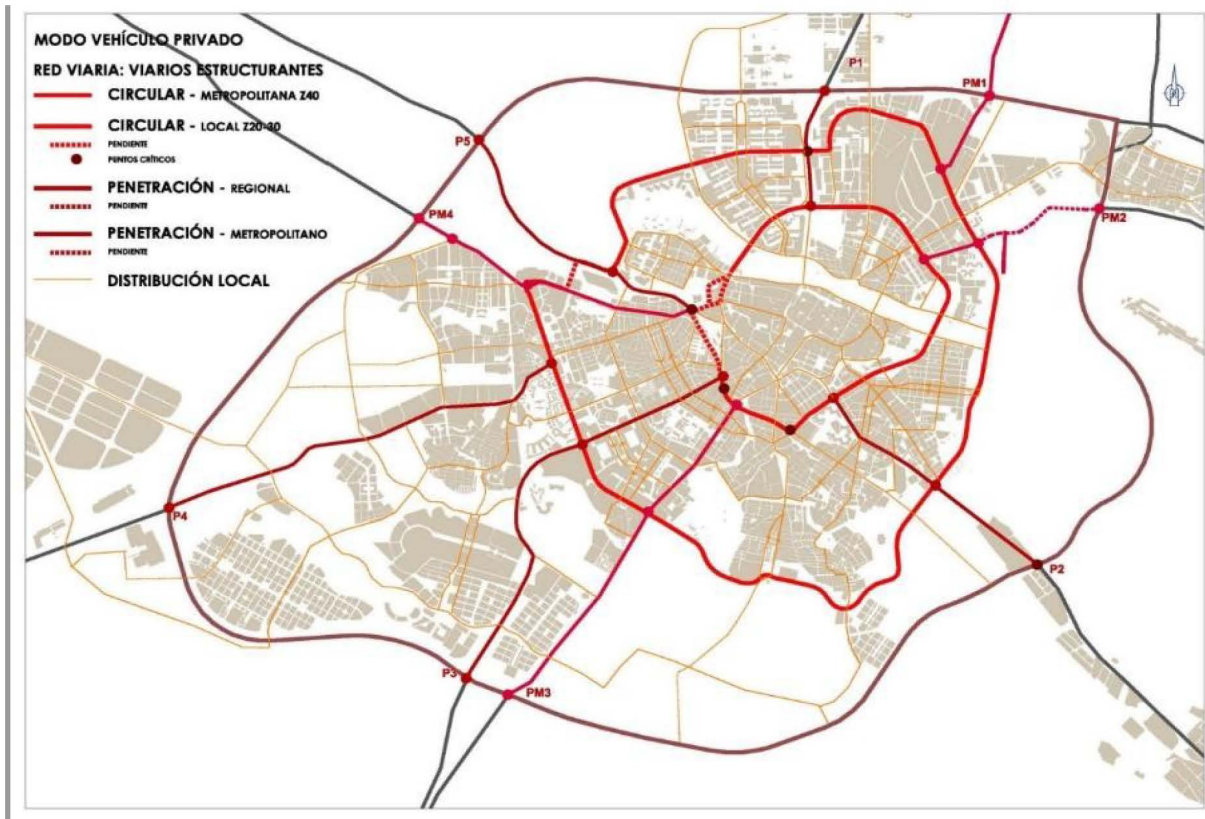 MODO VEHÍCULO PRIVADO
RED VIARIA: VIARIOS ESTRUCTURANTES
CIRCULAR - METROPOLITANA Z40
CIRCULAR - LOCAL Z20-30
PENDIENTE
PUNTOS CRÍTICOS
PENETRACIÓN - REGIONAL
PENDIENTE
PENETRACIÓN - METROPOLITANO
PENDIENTE
DISTRIBUCIÓN LOCAL
P1
PM1
P5
PM4
PM2
P4
P2
P3
PM3